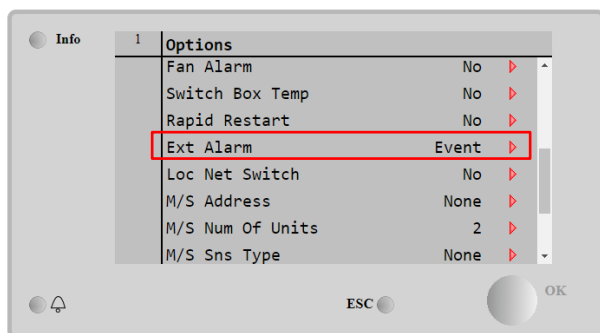 Info
1 Options
Fan Alarm No
Switch Box Temp No
Rapid Restart No
Ext Alarm Event
Loc Net Switch No
M/S Address None
M/S Num Of Units 2
M/S Sns Type None
ESC
OK